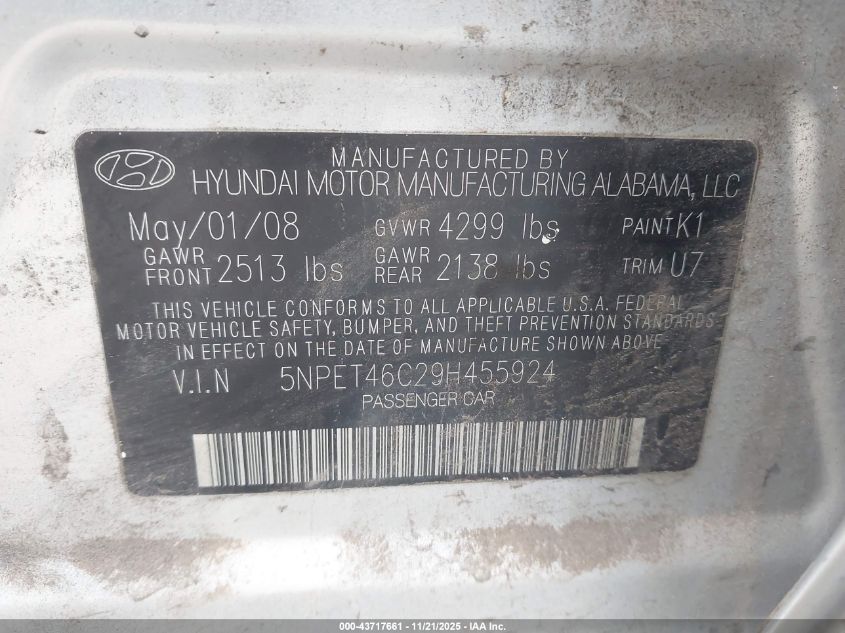 MANUFACTURED BY
HYUNDAI MOTOR MANUFACTURING ALABAMA, LLC
May/01/08 GVWR 4299 lbs PAINT K1
GAWR FRONT 2513 lbs GAWR REAR 2138 lbs TRIM U7
THIS VEHICLE CONFORMS TO ALL APPLICABLE U.S.A. FEDERAL
MOTOR VEHICLE SAFETY, BUMPER, AND THEFT PREVENTION STANDARDS
IN EFFECT ON THE DATE OF MANUFACTURE SHOWN ABOVE.
V.I.N 5NPET46C29H455924
PASSENGER CAR
000-43717661 - 11/21/2025 - IAA Inc.